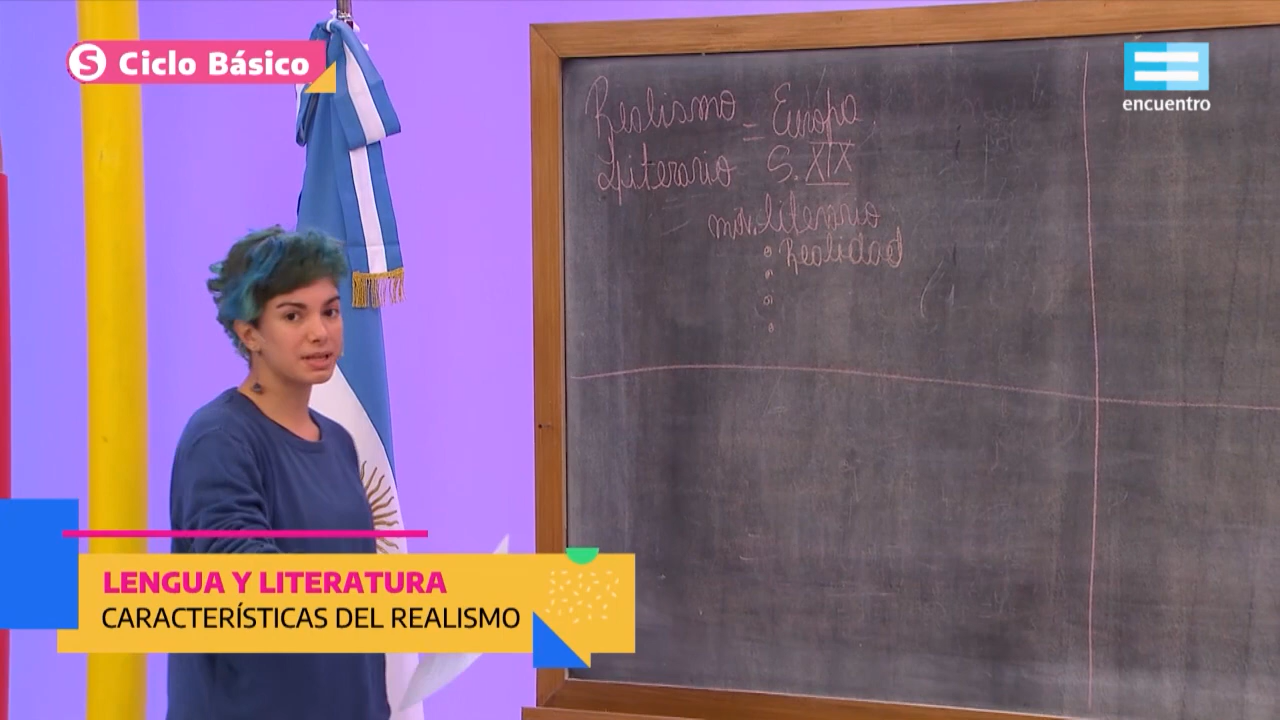 S Ciclo Básico
encuentro
Realismo = Europa
Literario S. XIX
mov. literario
Realidad
LENGUA Y LITERATURA
CARACTERÍSTICAS DEL REALISMO